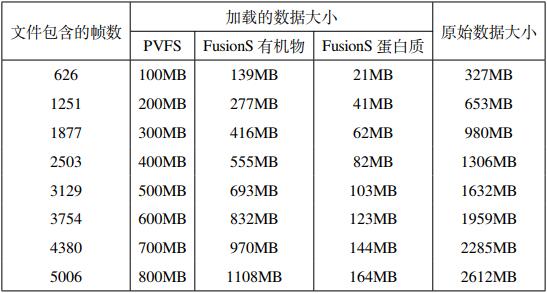 文件包含的帧数 加载的数据大小 原始数据大小
PVFS FusionS 有机物 FusionS 蛋白质
626 100MB 139MB 21MB 327MB
1251 200MB 277MB 41MB 653MB
1877 300MB 416MB 62MB 980MB
2503 400MB 555MB 82MB 1306MB
3129 500MB 693MB 103MB 1632MB
3754 600MB 832MB 123MB 1959MB
4380 700MB 970MB 144MB 2285MB
5006 800MB 1108MB 164MB 2612MB